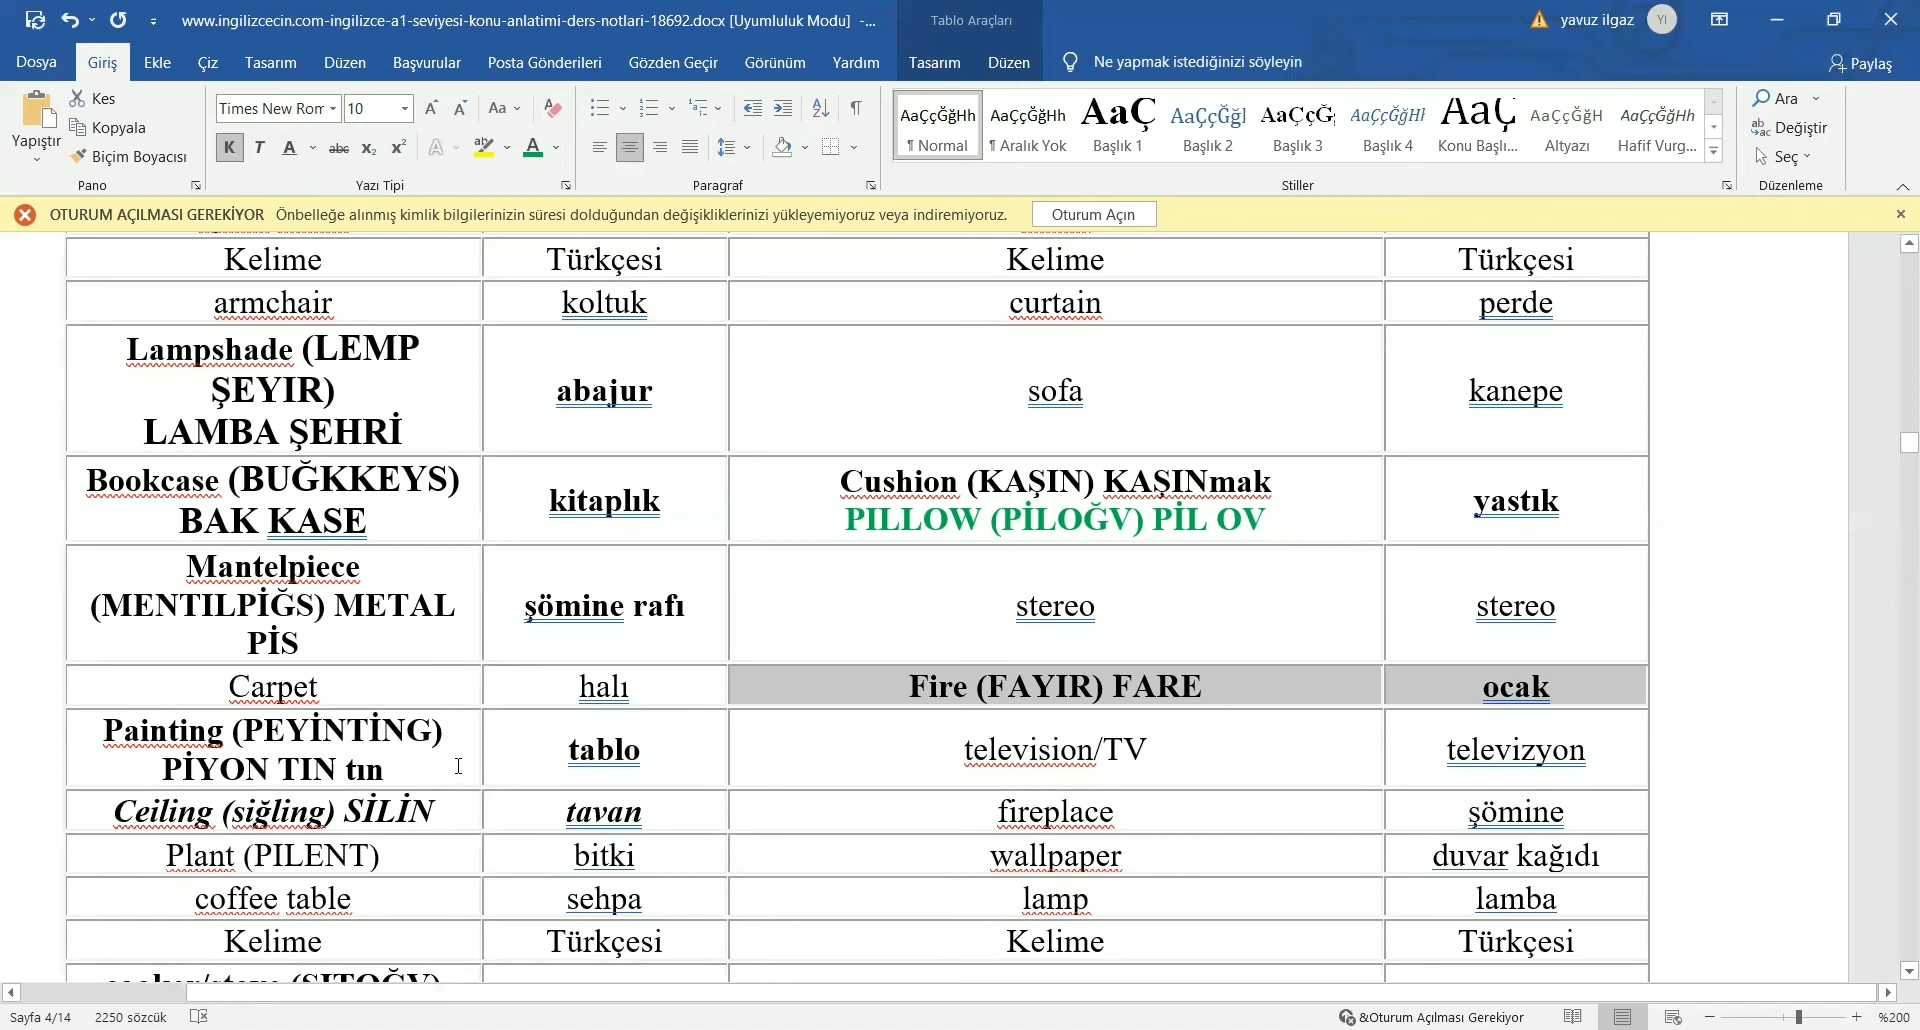 www.ingilizcecin.com-ingilizce-a1-seviyesi-konu-anlatimi-ders-notlari-18692.docx [Uyumluluk Modu] -...
Tablo Araçları
yavuz ilgaz YI
Dosya Giriş Ekle Çiz Tasarım Düzen Başvurular Posta Gönderileri Gözden Geçir Görünüm Yardım Tasarım Düzen Ne yapmak istediğinizi söyleyin Paylaş
Yapıştır
Kes
Kopyala
Biçim Boyacısı
Pano
Times New Ror 10
Yazı Tipi
Paragraf
AaÇçĞğHh AaÇçĞğHh AaÇ AaÇçĞğl AaÇçĞ AaÇçĞğHl AaÇ AaÇçĞğH AaÇçĞğHh
¶ Normal ¶ Aralık Yok Başlık 1 Başlık 2 Başlık 3 Başlık 4 Konu Başlı... Altyazı Hafif Vurg...
Stiller
Ara
Değiştir
Seç
Düzenleme
OTURUM AÇILMASI GEREKİYOR Önbelleğe alınmış kimlik bilgilerinizin süresi dolduğundan değişikliklerinizi yükleyemiyoruz veya indiremiyoruz. Oturum Açın
Kelime Türkçesi Kelime Türkçesi
armchair koltuk curtain perde
Lampshade (LEMP
ŞEYIR)
LAMBA ŞEHRİ
abajur sofa kanepe
Bookcase (BUĞKKEYS)
BAK KASE
kitaplık
Cushion (KAŞIN) KAŞINmak
PILLOW (PİLOĞV) PİL OV
yastık
Mantelpiece
(MENTILPİĞS) METAL
PİS
şömine rafı stereo stereo
Carpet halı Fire (FAYIR) FARE ocak
Painting (PEYİNTİNG)
PİYON TIN tın
tablo television/TV televizyon
Ceiling (siğling) SİLİN tavan fireplace şömine
Plant (PILENT) bitki wallpaper duvar kağıdı
coffee table sehpa lamp lamba
Kelime Türkçesi Kelime Türkçesi
cooker/stove (SITOĞV)
Sayfa 4/14 2250 sözcük &Oturum Açılması Gerekiyor %200